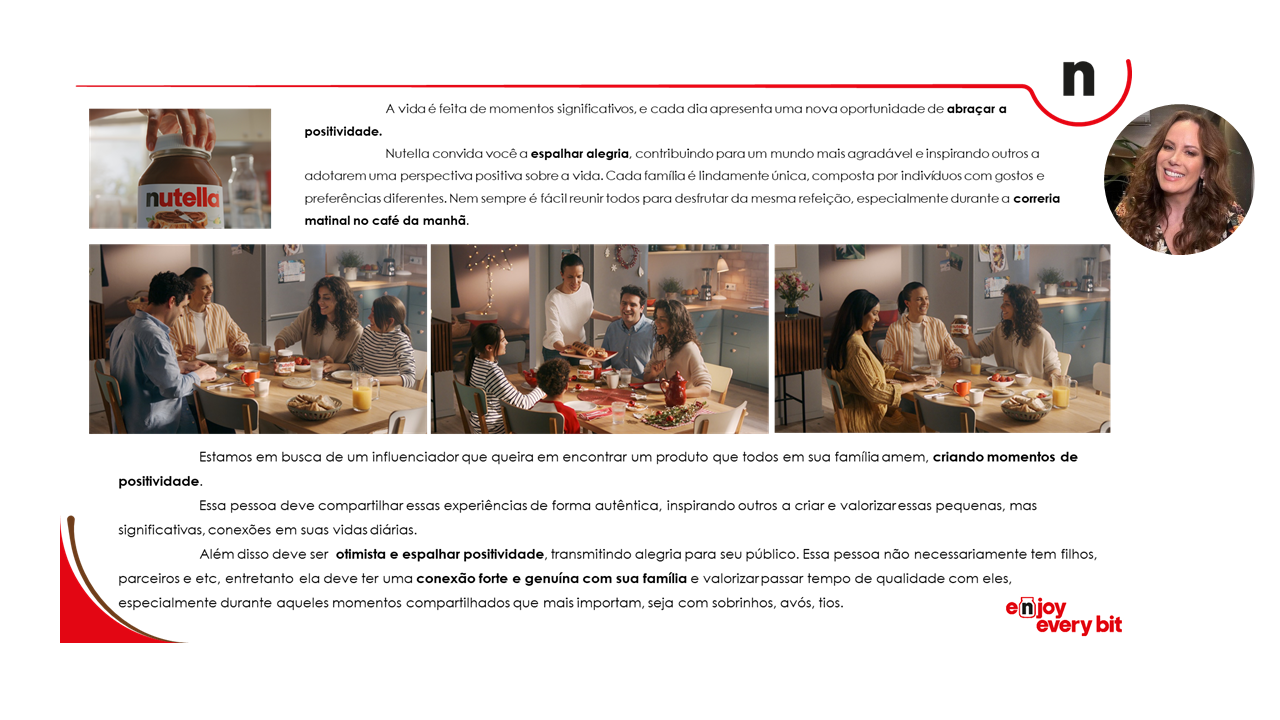 n
A vida é feita de momentos significativos, e cada dia apresenta uma nova oportunidade de abraçar a
positividade.
Nutella convida você a espalhar alegria, contribuindo para um mundo mais agradável e inspirando outros a
adotarem uma perspectiva positiva sobre a vida. Cada família é lindamente única, composta por indivíduos com gostos e
preferências diferentes. Nem sempre é fácil reunir todos para desfrutar da mesma refeição, especialmente durante a correria
matinal no café da manhã.
nutella
Estamos em busca de um influenciador que queira em encontrar um produto que todos em sua família amem, criando momentos de
positividade.
Essa pessoa deve compartilhar essas experiências de forma autêntica, inspirando outros a criar e valorizar essas pequenas, mas
significativas, conexões em suas vidas diárias.
Além disso deve ser otimista e espalhar positividade, transmitindo alegria para seu público. Essa pessoa não necessariamente tem filhos,
parceiros e etc, entretanto ela deve ter uma conexão forte e genuína com sua família e valorizar passar tempo de qualidade com eles,
especialmente durante aqueles momentos compartilhados que mais importam, seja com sobrinhos, avós, tios.
enjoy
every bit